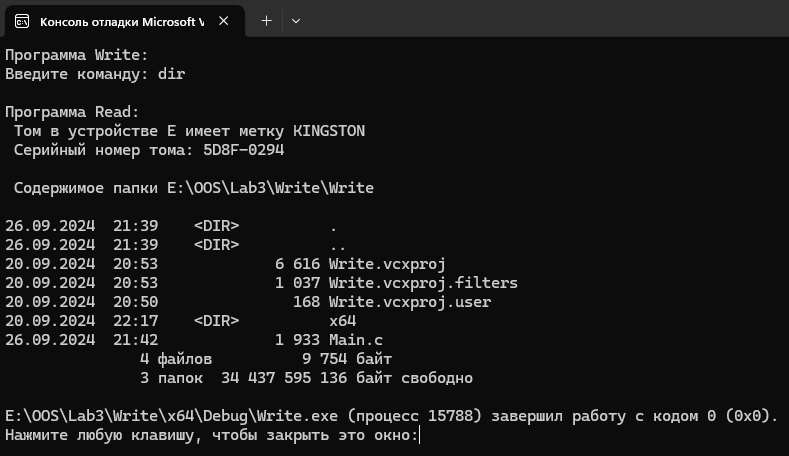 Консоль отладки Microsoft V
Программа Write:
Введите команду: dir
Программа Read:
 Том в устройстве E имеет метку KINGSTON
 Серийный номер тома: 5D8F-0294
 Содержимое папки E:\OOS\Lab3\Write\Write
26.09.2024  21:39    <DIR>          .
26.09.2024  21:39    <DIR>          ..
20.09.2024  20:53             6 616 Write.vcxproj
20.09.2024  20:53             1 037 Write.vcxproj.filters
20.09.2024  20:50               168 Write.vcxproj.user
20.09.2024  22:17    <DIR>          x64
26.09.2024  21:42             1 933 Main.c
               4 файлов          9 754 байт
               3 папок  34 437 595 136 байт свободно
E:\OOS\Lab3\Write\x64\Debug\Write.exe (процесс 15788) завершил работу с кодом 0 (0x0).
Нажмите любую клавишу, чтобы закрыть это окно: